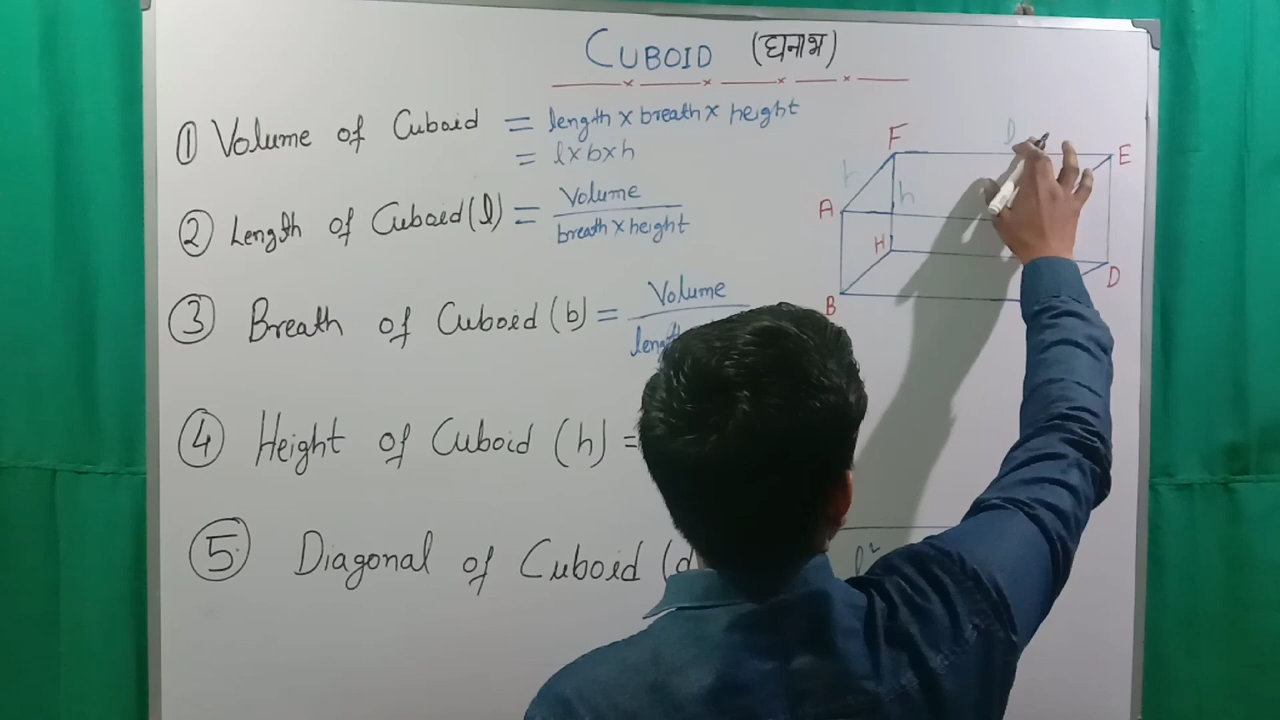 CUBOID (घनाभ)
① Volume of Cuboid = length x breath x height
= l x b x h
② Length of Cuboid (l) = Volume
breath x height
③ Breath of Cuboid (b) = Volume
④ Height of Cuboid (h) =
⑤ Diagonal of Cuboid (d
l²
F
E
A
h
H
D
B